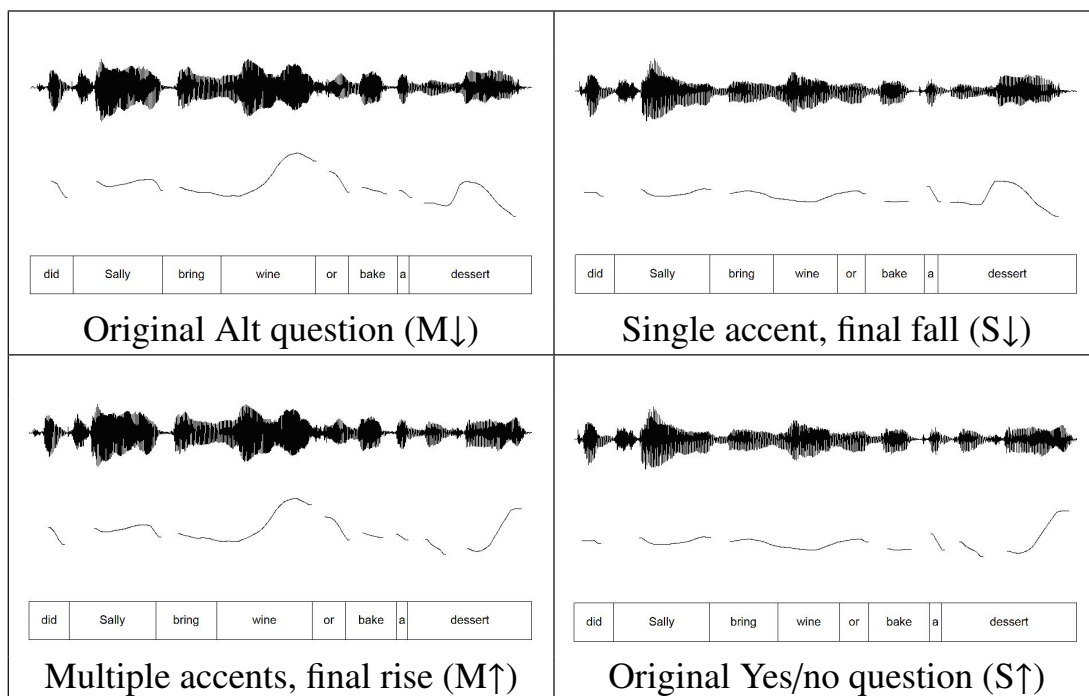 did Sally bring wine or bake a dessert
Original Alt question (M↓)
did Sally bring wine or bake a dessert
Single accent, final fall (S↓)
did Sally bring wine or bake a dessert
Multiple accents, final rise (M↑)
did Sally bring wine or bake a dessert
Original Yes/no question (S↑)